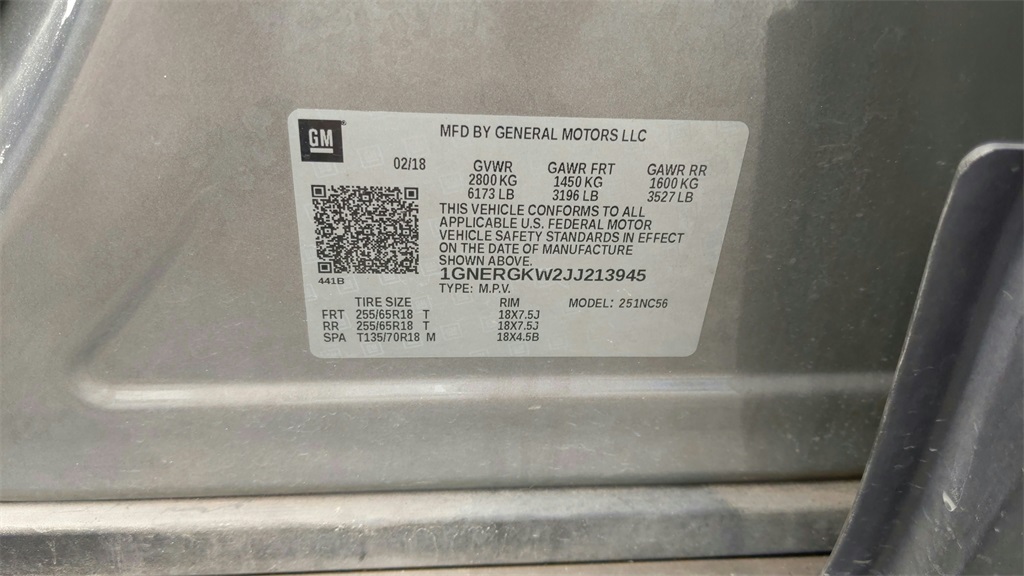 GM
MFD BY GENERAL MOTORS LLC
02/18 GVWR GAWR FRT GAWR RR
2800 KG 1450 KG 1600 KG
6173 LB 3196 LB 3527 LB
THIS VEHICLE CONFORMS TO ALL
APPLICABLE U.S. FEDERAL MOTOR
VEHICLE SAFETY STANDARDS IN EFFECT
ON THE DATE OF MANUFACTURE
SHOWN ABOVE.
1GNERGKW2JJ213945
441B
TYPE: M.P.V.
TIRE SIZE RIM MODEL: 251NC56
FRT 255/65R18 T 18X7.5J
RR 255/65R18 T 18X7.5J
SPA T135/70R18 M 18X4.5B